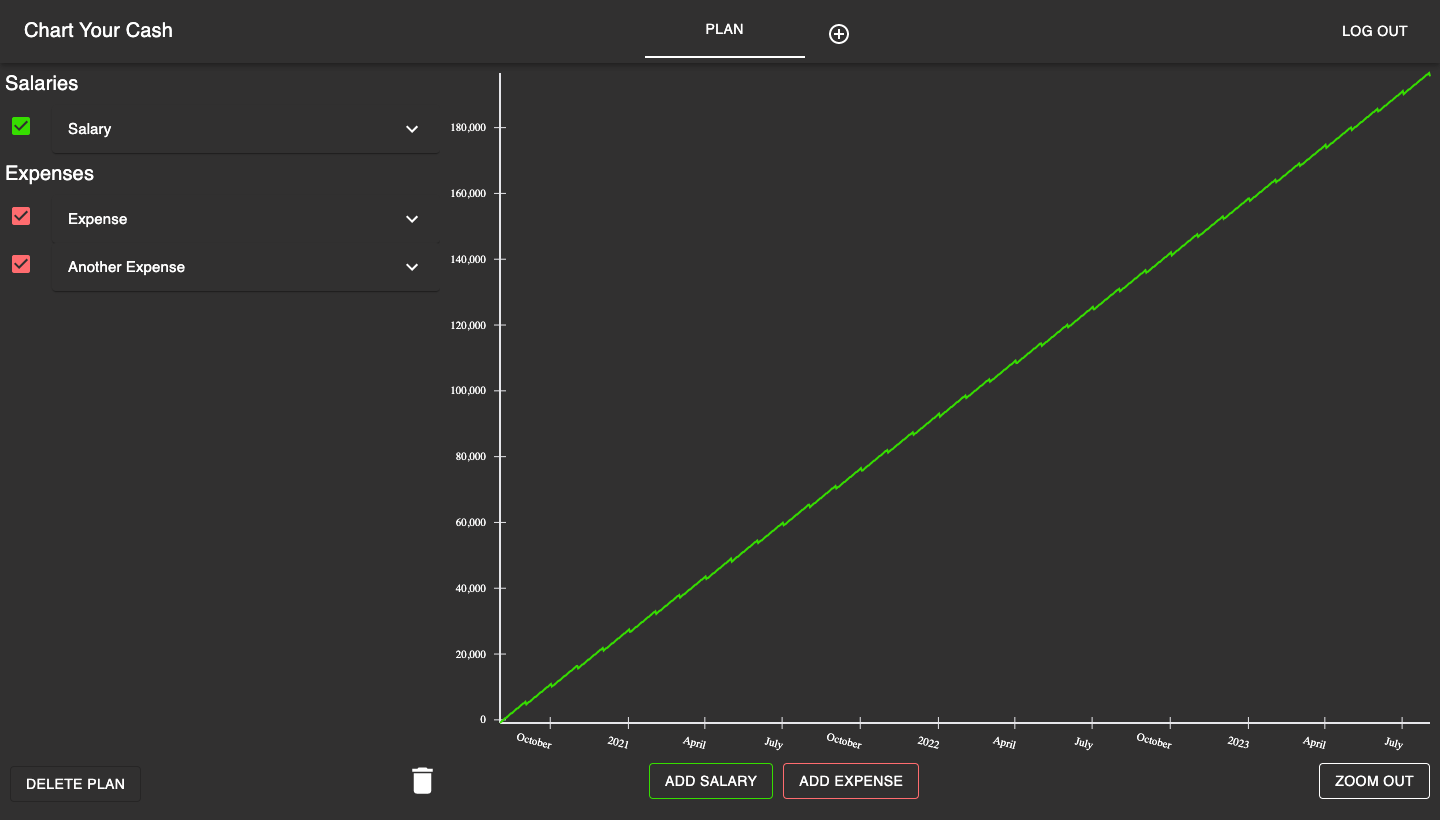 Chart Your Cash
PLAN
LOG OUT
Salaries
Salary
Expenses
Expense
Another Expense
180,000
160,000
140,000
120,000
100,000
80,000
60,000
40,000
20,000
0
October 2021 April July October 2022 April July October 2023 April July
DELETE PLAN
ADD SALARY
ADD EXPENSE
ZOOM OUT